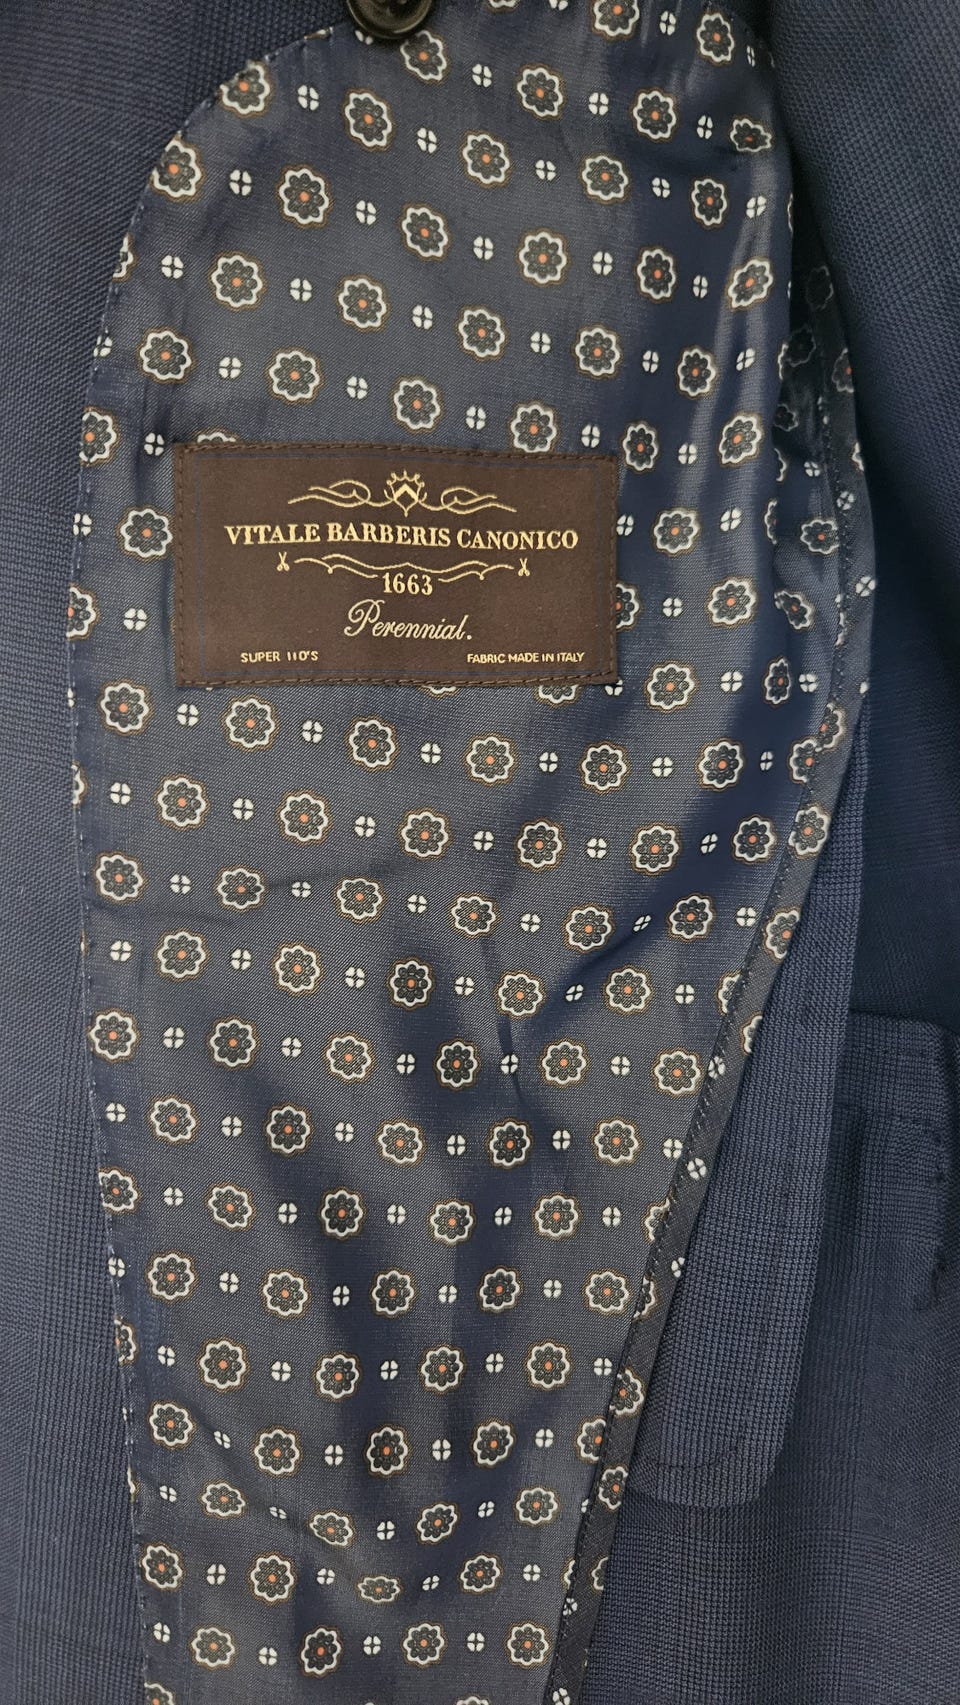 VITALE BARBERIS CANONICO
1663
Perennial.
SUPER 110'S FABRIC MADE IN ITALY